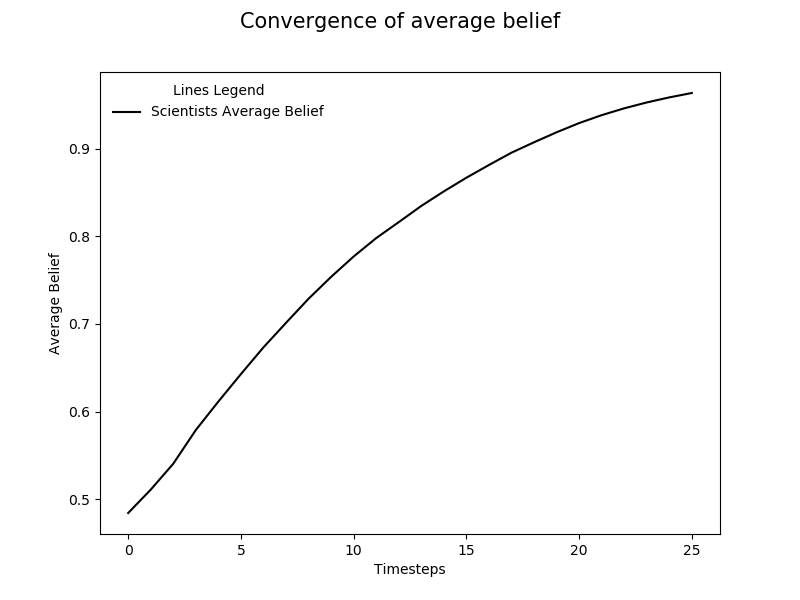 Convergence of average belief
Lines Legend
Scientists Average Belief
Average Belief
0.9
0.8
0.7
0.6
0.5
0
5
10
15
20
25
Timesteps